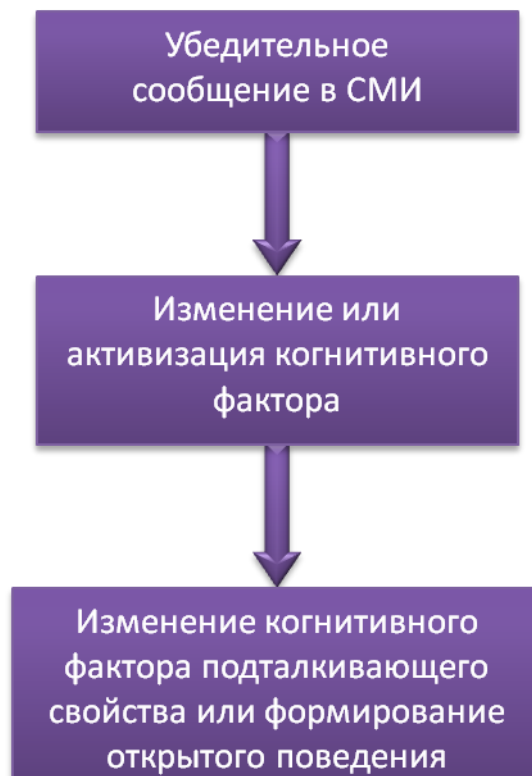 Убедительное
сообщение в СМИ
Изменение или
активизация когнитивного
фактора
Изменение когнитивного
фактора подталкивающего
свойства или формирование
открытого поведения